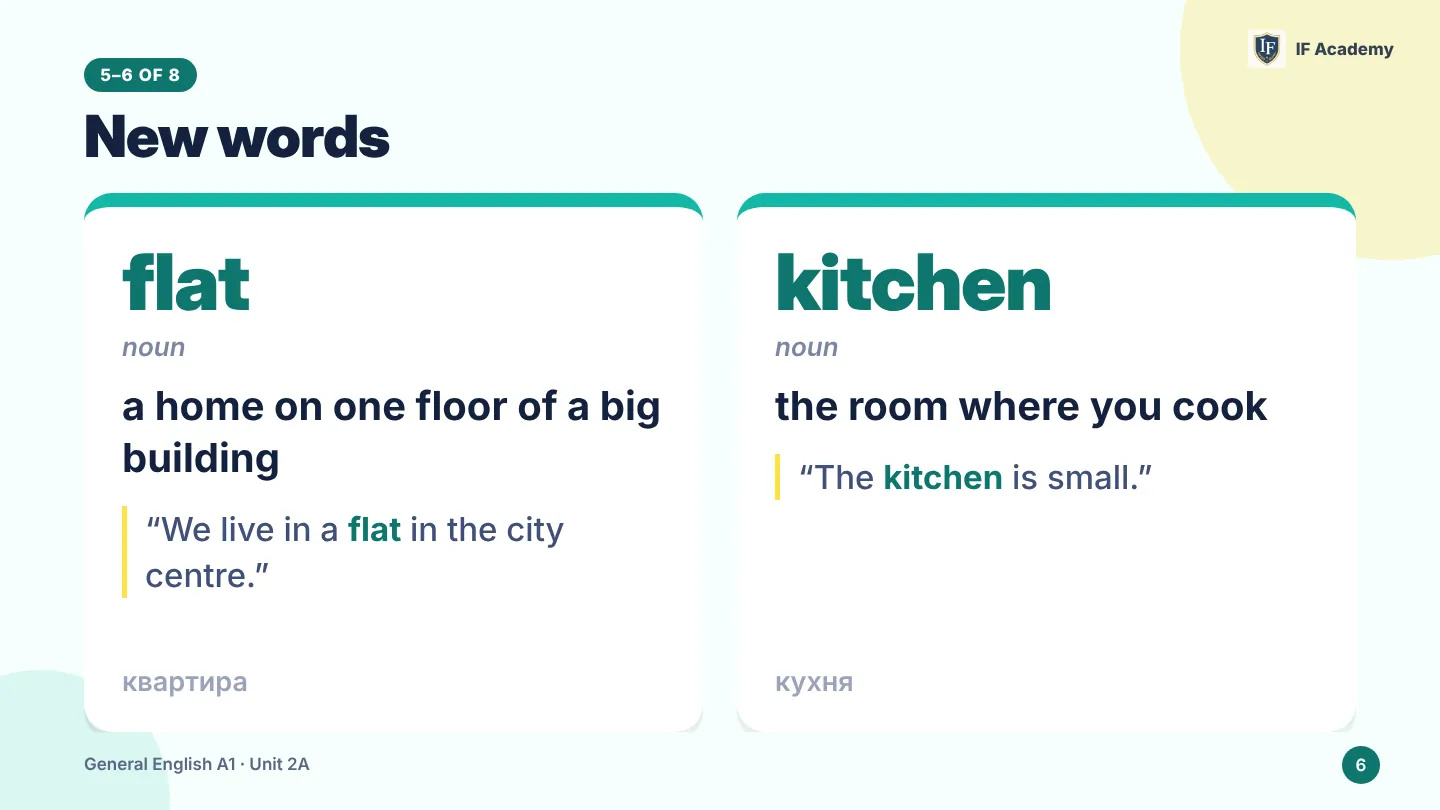 IF
IF Academy
5–6 OF 8
New words
flat
noun
a home on one floor of a big
building
“We live in a flat in the city
centre.”
квартира
kitchen
noun
the room where you cook
“The kitchen is small.”
кухня
General English A1 · Unit 2A
6